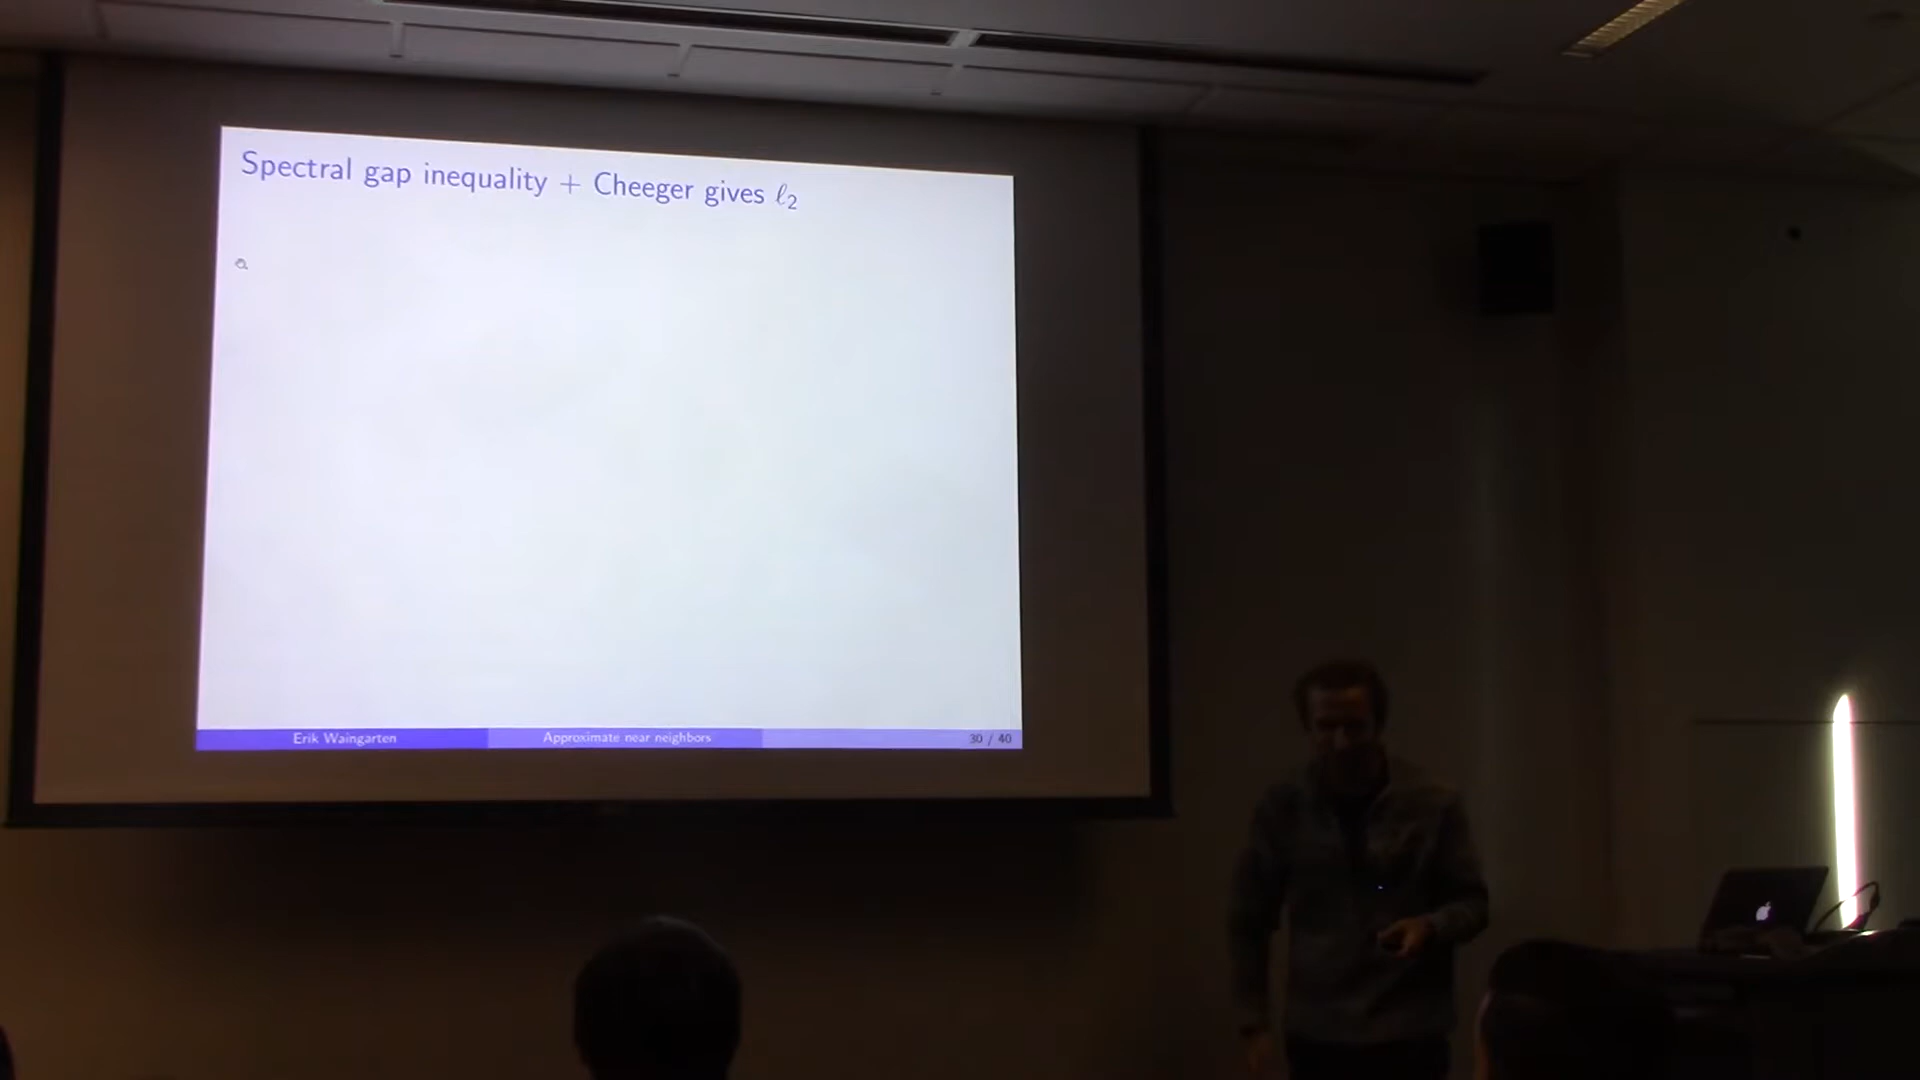 Spectral gap inequality + Cheeger gives ℓ₂
a
Erik Waingarten
Approximate near neighbors
30 / 40